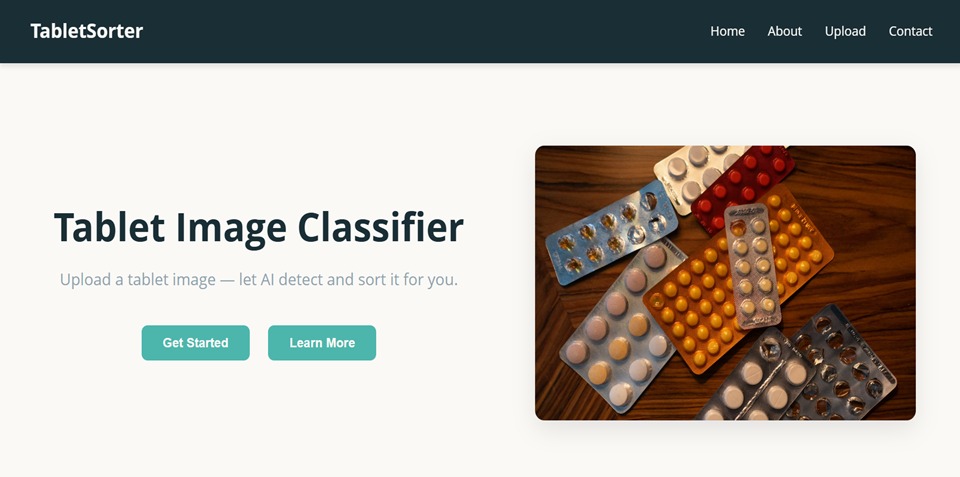 TabletSorter
Home About Upload Contact
Tablet Image Classifier
Upload a tablet image — let AI detect and sort it for you.
Get Started Learn More